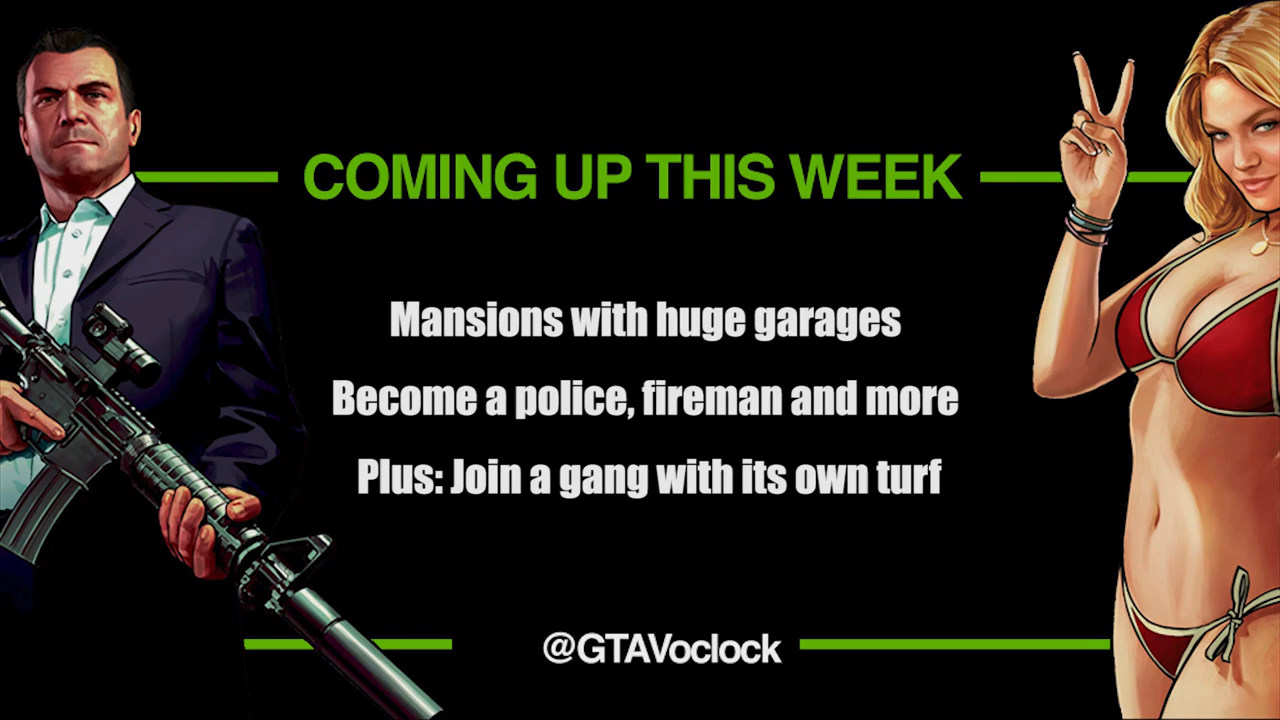 COMING UP THIS WEEK
Mansions with huge garages
Become a police, fireman and more
Plus: Join a gang with its own turf
@GTAVoclock